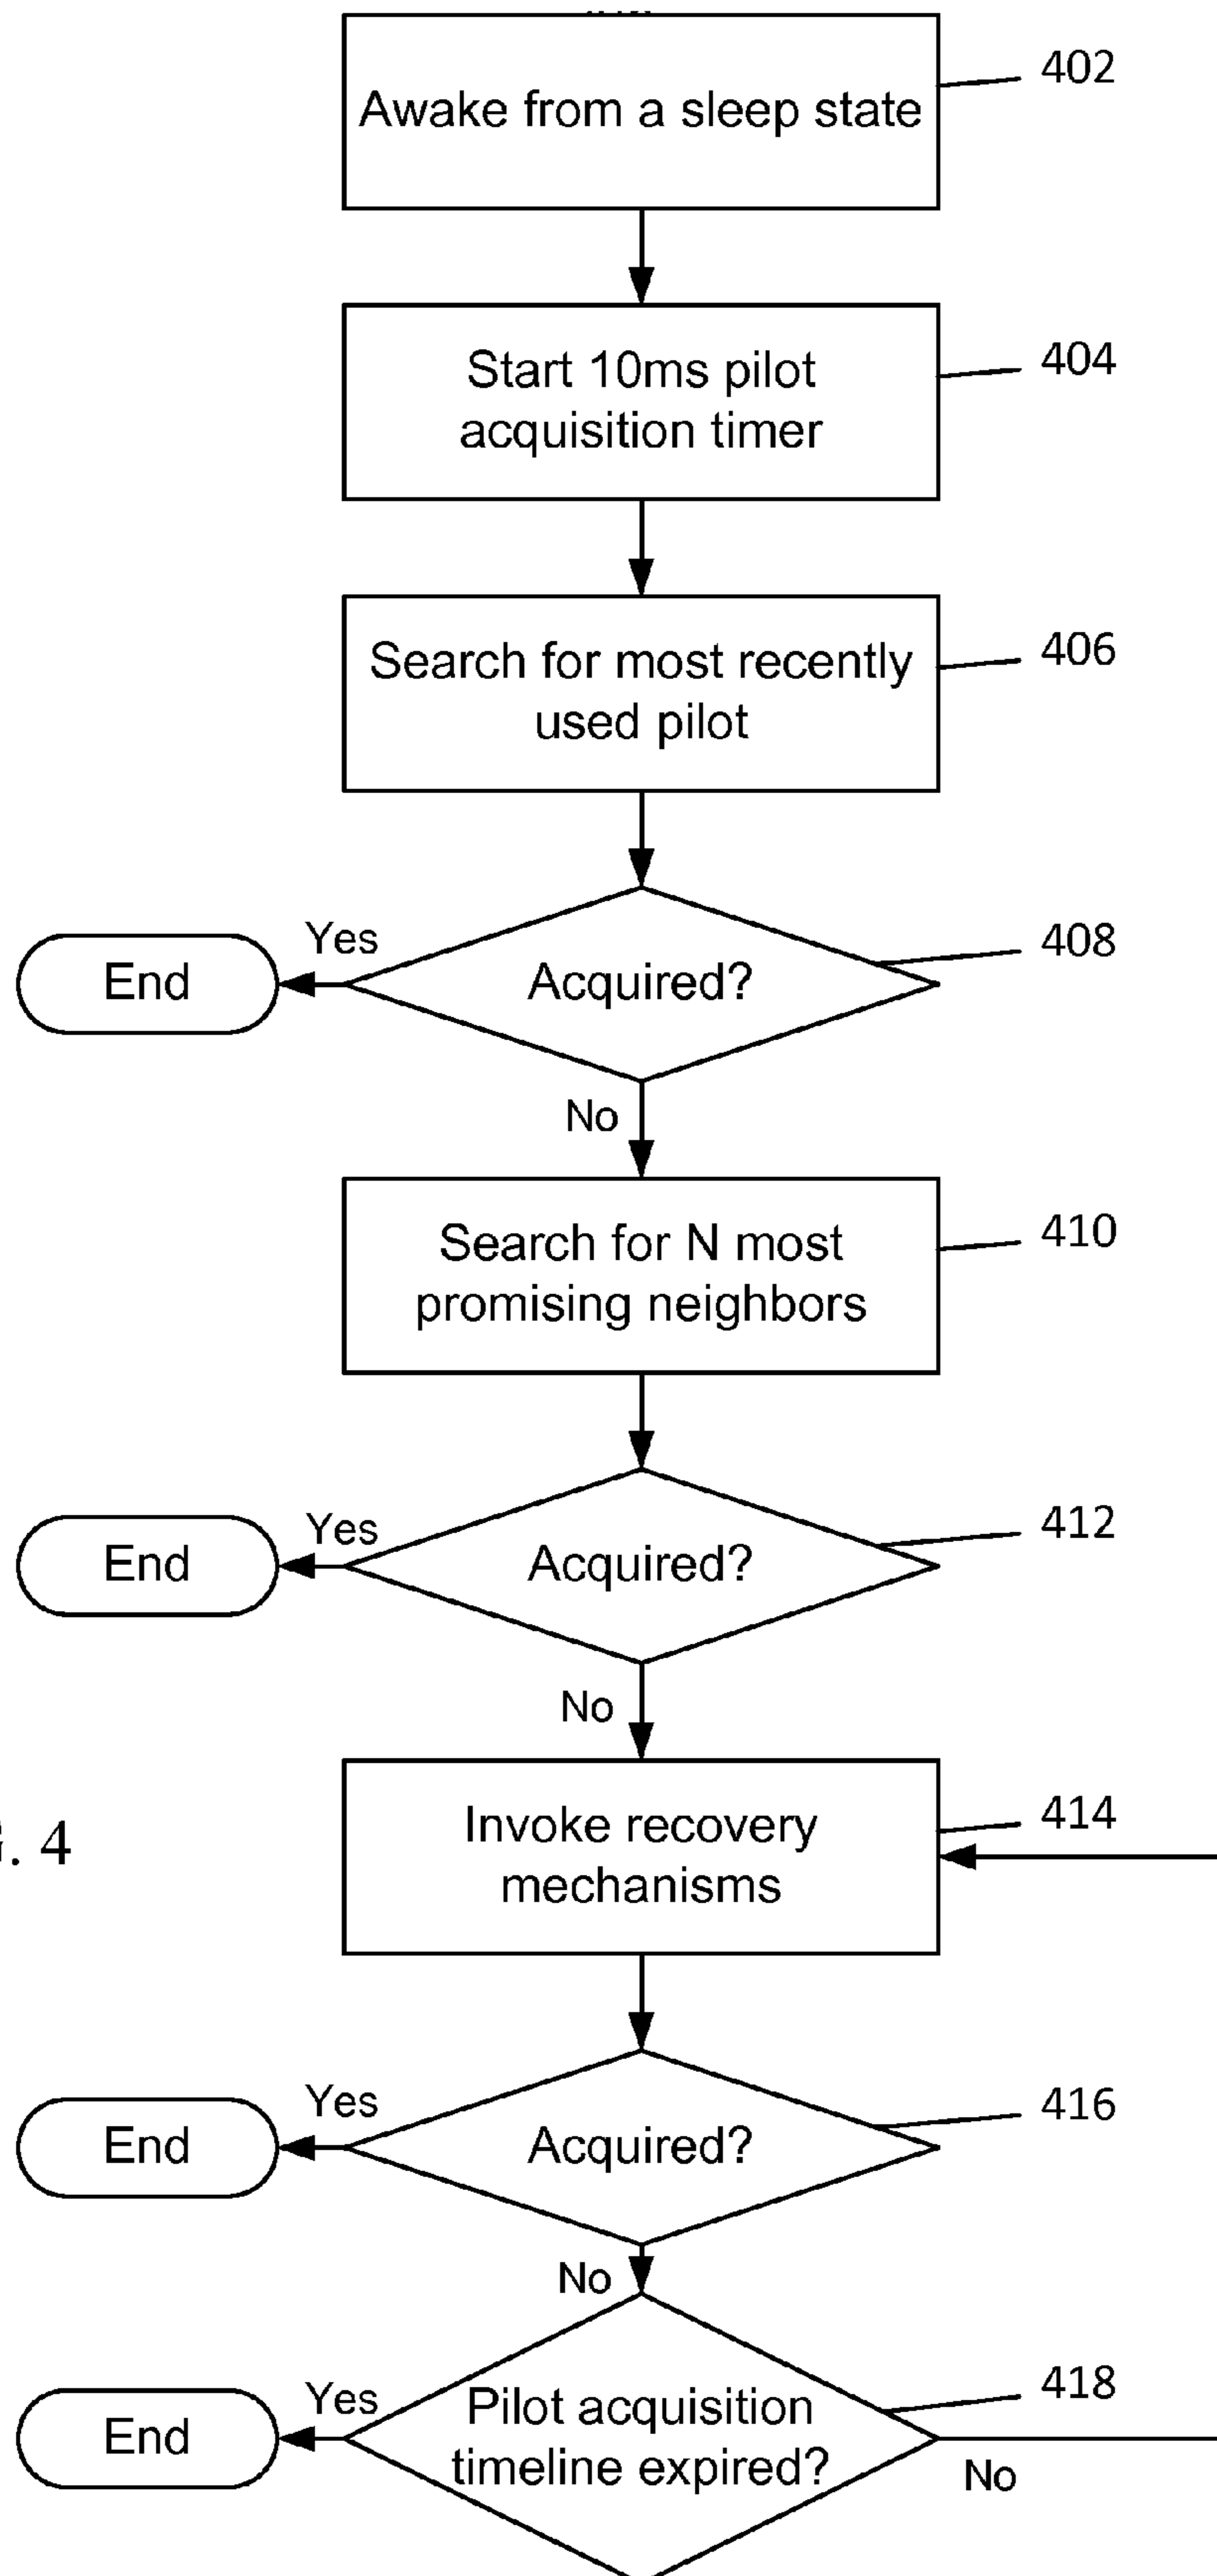 402
Awake from a sleep state
404
Start 10ms pilot
acquisition timer
406
Search for most recently
used pilot
408
Yes
End
Acquired?
No
410
Search for N most
promising neighbors
412
Yes
End
Acquired?
No
414
Invoke recovery
mechanisms
. 4
416
Yes
End
Acquired?
No
418
Yes
End
Pilot acquisition
timeline expired?
No